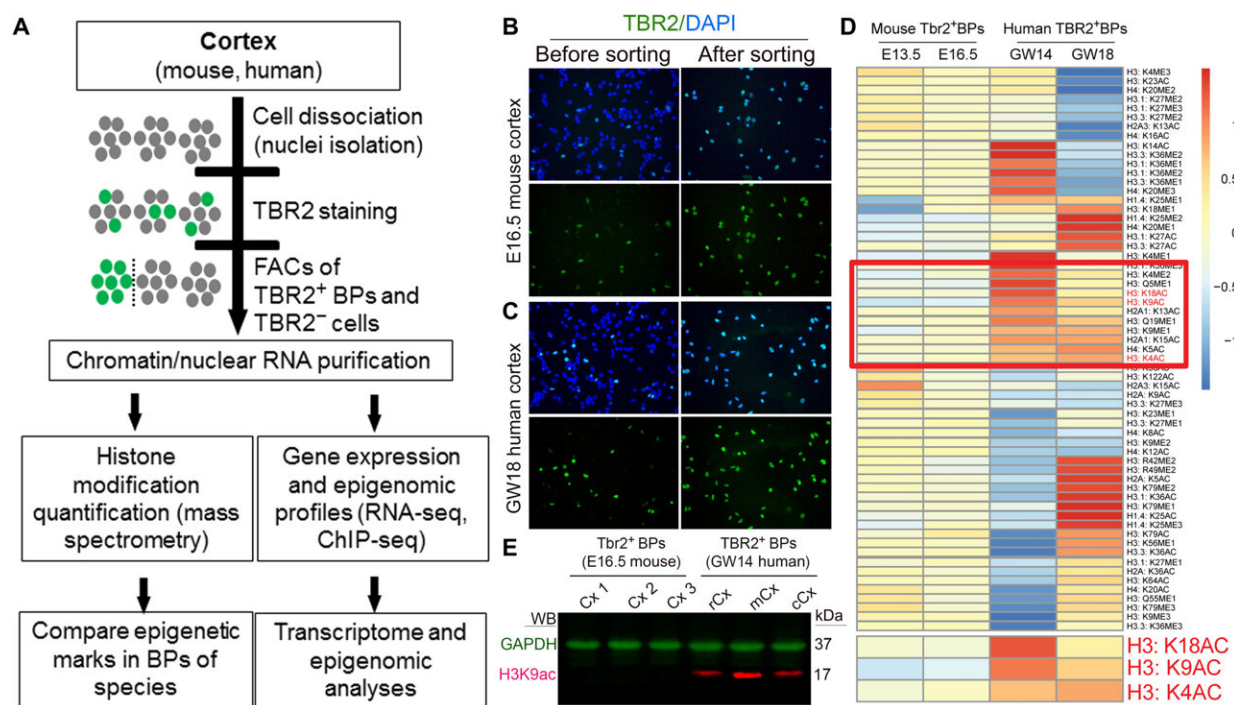 A
Cortex
(mouse, human)
Cell dissociation
(nuclei isolation)
TBR2 staining
FACs of
TBR2⁺ BPs and
TBR2⁻ cells
Chromatin/nuclear RNA purification
Histone
modification
quantification (mass
spectrometry)
Gene expression
and epigenomic
profiles (RNA-seq,
ChIP-seq)
Compare epigenetic
marks in BPs of
species
Transcriptome and
epigenomic
analyses
B
TBR2/DAPI
Before sorting
After sorting
E16.5 mouse cortex
C
GW18 human cortex
E
Tbr2⁺ BPs
(E16.5 mouse)
TBR2⁺ BPs
(GW14 human)
WB
Cx 1
Cx 2
Cx 3
rCx
mCx
cCx
kDa
GAPDH
37
H3K9ac
17
D
Mouse Tbr2⁺BPs
Human TBR2⁺BPs
E13.5
E16.5
GW14
GW18
H3: K4ME3
H3: K23AC
H4: K20ME2
H3.1: K27ME2
H3.1: K27ME3
H3.3: K27ME2
H2A3: K13AC
H4: K16AC
H3: K14AC
H3.3: K36ME2
H3.1: K36ME1
H3.1: K36ME2
H3.3: K36ME1
H4: K20ME3
H1.4: K25ME1
H3: K18ME1
H1.4: K25ME2
H4: K20ME1
H3.1: K27AC
H3.3: K27AC
H3: K4ME1
H3.1: K36ME3
H3: K4ME2
H3: Q5ME1
H3: K18AC
H3: K9AC
H2A1: K13AC
H3: Q19ME1
H3: K9ME1
H2A1: K15AC
H4: K5AC
H3: K4AC
H3: K122AC
H2A3: K15AC
H2A: K9AC
H3.3: K27ME3
H3: K23ME1
H3.3: K27ME1
H4: K8AC
H3: K9ME2
H4: K12AC
H3: R42ME2
H3: R49ME2
H2A: K5AC
H3: K79ME2
H3.1: K36AC
H3: K79ME1
H1.4: K25AC
H1.4: K25ME3
H3: K79AC
H3: K56ME1
H3.3: K36AC
H3.1: K27ME1
H2A: K36AC
H3: K64AC
H4: K20AC
H3: Q55ME1
H3: K79ME3
H3: K9ME3
H3.3: K36ME3
H3: K18AC
H3: K9AC
H3: K4AC
1
0.5
0
−0.5
−1